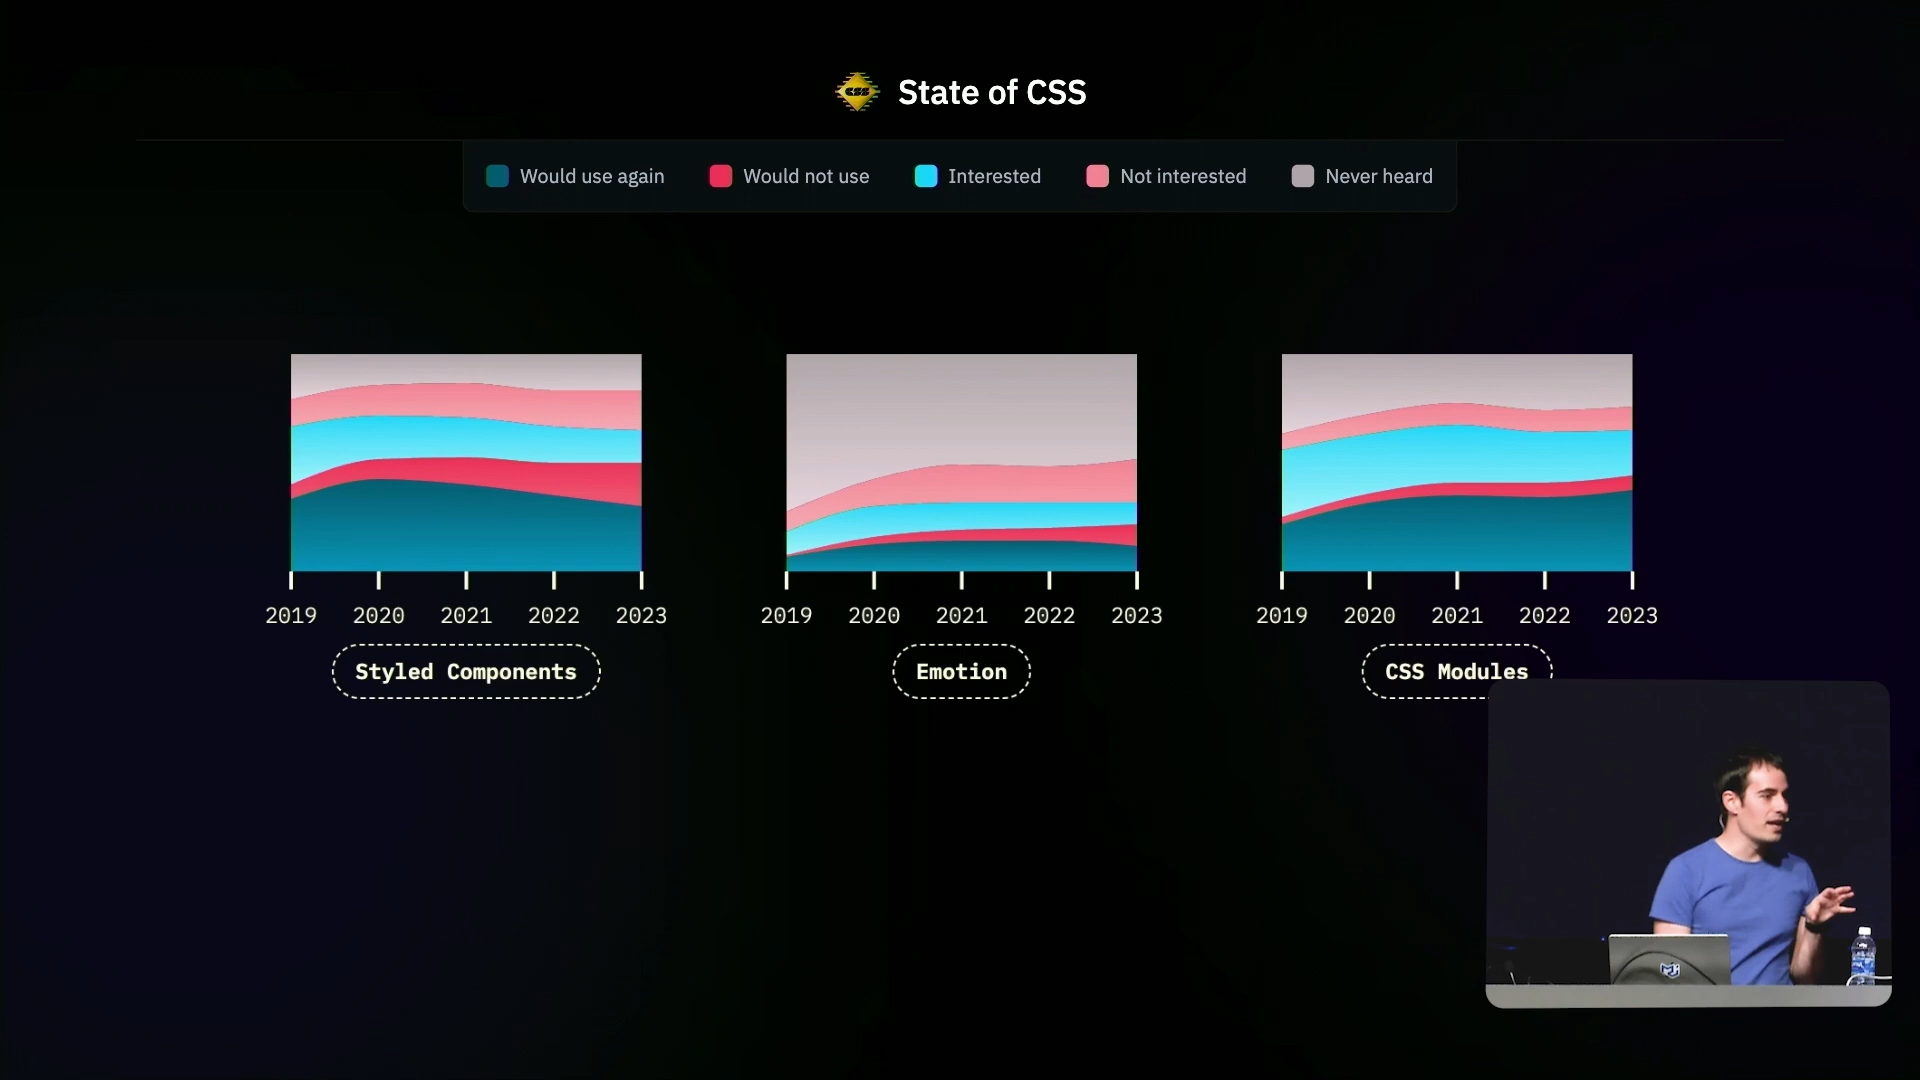 CSS State of CSS
Would use again Would not use Interested Not interested Never heard
2019 2020 2021 2022 2023
Styled Components
2019 2020 2021 2022 2023
Emotion
2019 2020 2021 2022 2023
CSS Modules